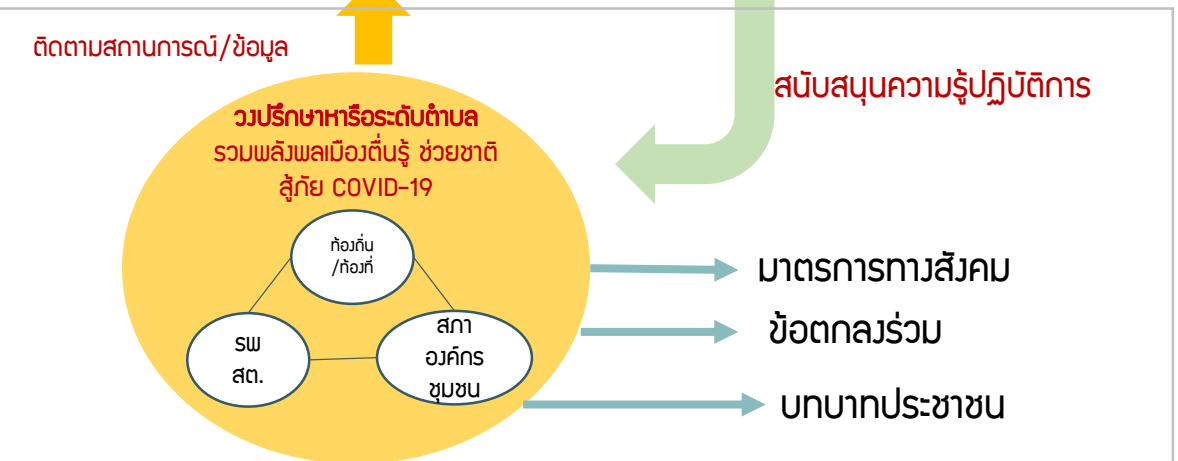 ติดตามสถานการณ์/ข้อมูล
สนับสนุนความรู้ปฏิบัติการ
วงปรึกษาหารือระดับตำบล
รวมพลังพลเมืองตื่นรู้ ช่วยชาติ
สู้ภัย COVID-19
ท้องถิ่น
/ท้องที่
รพ
สต.
สภา
องค์กร
ชุมชน
มาตรการทางสังคม
ข้อตกลงร่วม
บทบาทประชาชน